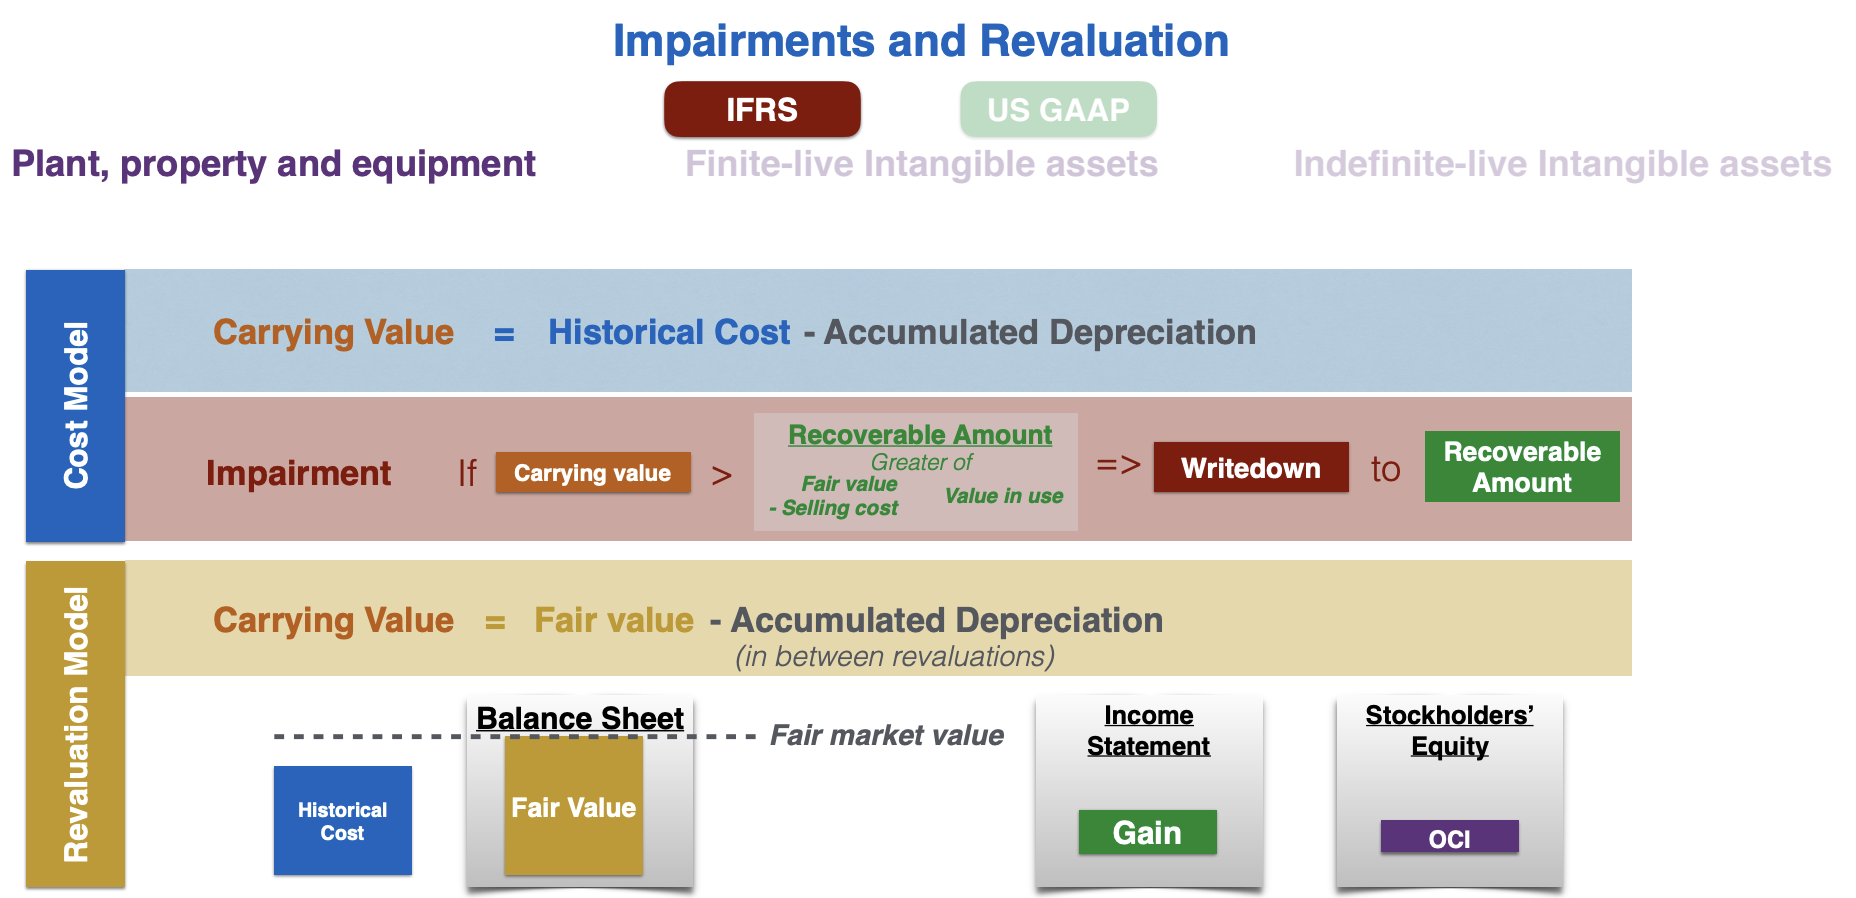 Impairments and Revaluation
IFRS
US GAAP
Plant, property and equipment
Finite-live Intangible assets
Indefinite-live Intangible assets
Cost Model
Carrying Value = Historical Cost - Accumulated Depreciation
Impairment If Carrying value > Recoverable Amount
Greater of
Fair value
- Selling cost
Value in use
=> Writedown to Recoverable
Amount
Revaluation Model
Carrying Value = Fair value - Accumulated Depreciation
(in between revaluations)
Balance Sheet
Fair market value
Historical
Cost
Fair Value
Income
Statement
Gain
Stockholders’
Equity
OCI